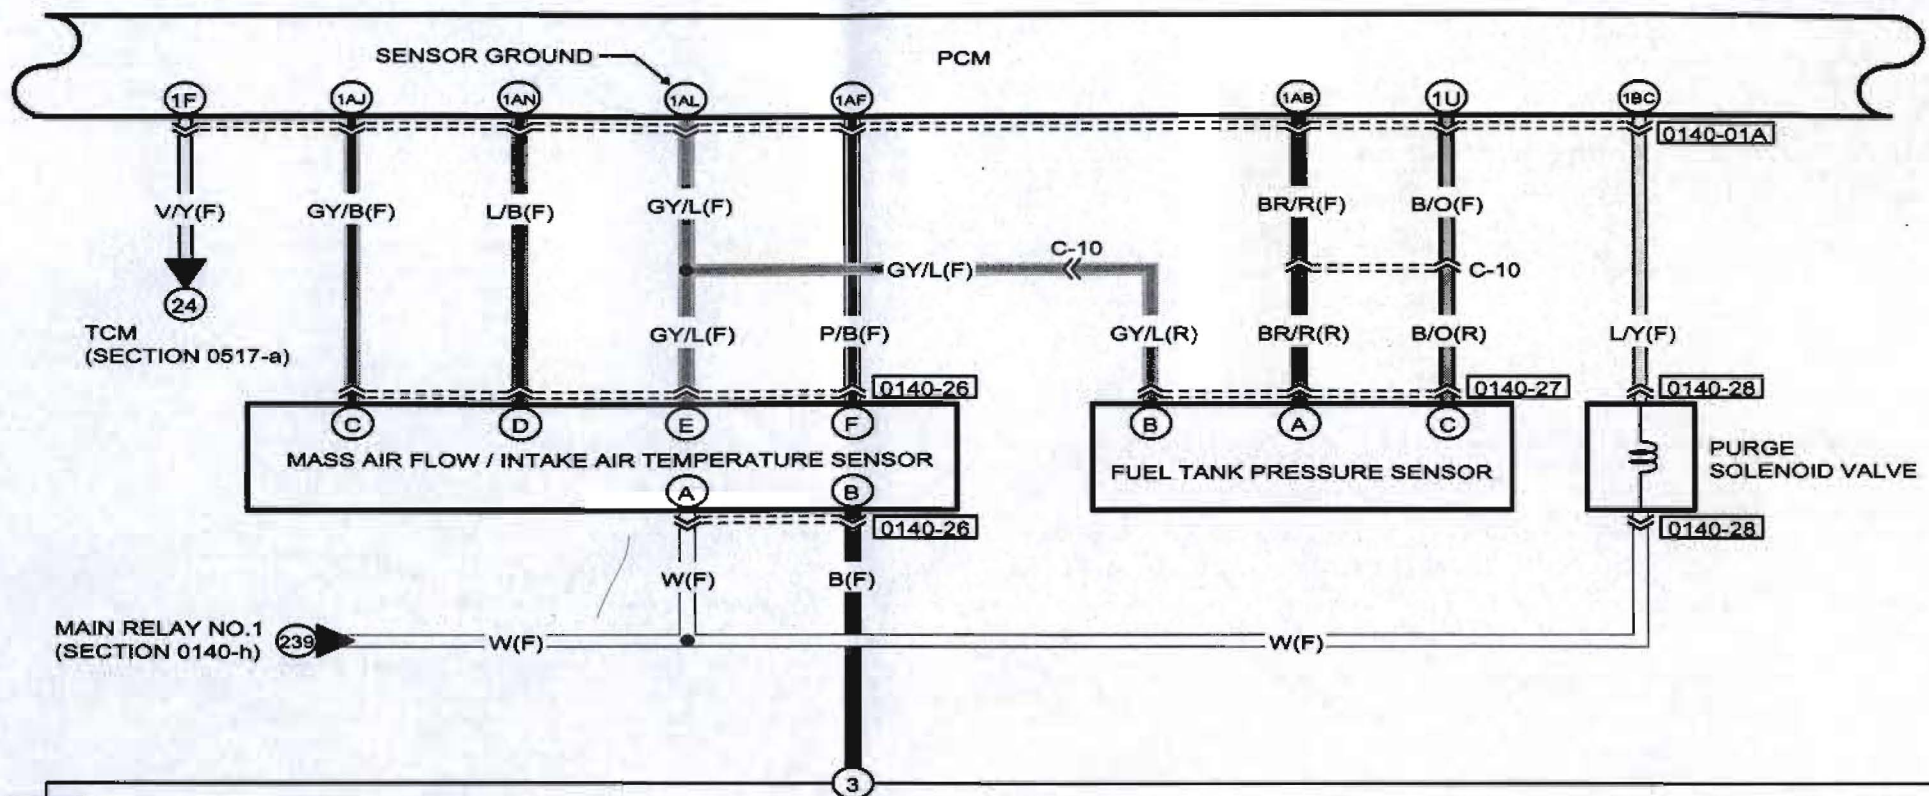 SENSOR GROUND
PCM
1F
1AJ
1AN
1AL
1AF
1AB
1U
1BC
0140-01A
V/Y(F)
GY/B(F)
L/B(F)
GY/L(F)
BR/R(F)
B/O(F)
C-10
GY/L(F)
C-10
24
TCM
(SECTION 0517-a)
GY/L(F)
P/B(F)
GY/L(R)
BR/R(R)
B/O(R)
L/Y(F)
0140-26
0140-27
0140-28
C
D
E
F
B
A
C
MASS AIR FLOW / INTAKE AIR TEMPERATURE SENSOR
FUEL TANK PRESSURE SENSOR
PURGE
SOLENOID VALVE
A
B
0140-26
0140-28
W(F)
B(F)
MAIN RELAY NO.1
(SECTION 0140-h)
239
W(F)
W(F)
3